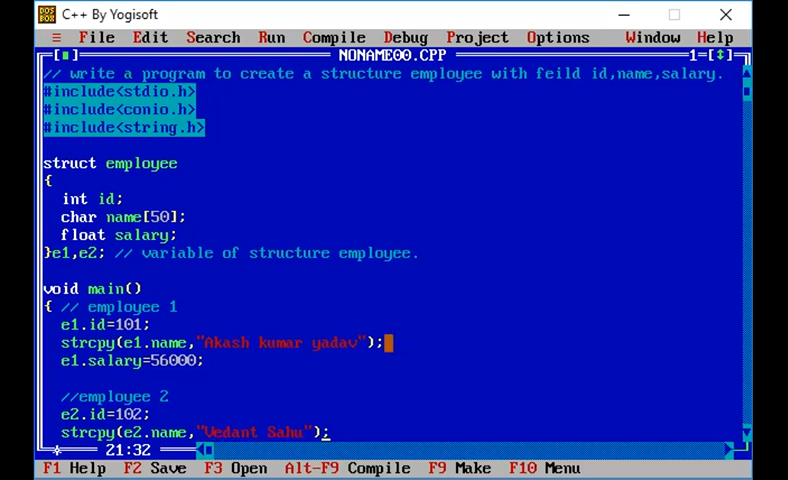 DOS BOX C++ By Yogisoft
≡ File Edit Search Run Compile Debug Project Options Window Help
[■] NONAME00.CPP 1=[↕]
// write a program to create a structure employee with feild id,name,salary.
#include<stdio.h>
#include<conio.h>
#include<string.h>
struct employee
{
int id;
char name[50];
float salary;
}e1,e2; // variable of structure employee.
void main()
{ // employee 1
e1.id=101;
strcpy(e1.name,"Akash kumar yadav");
e1.salary=56000;
//employee 2
e2.id=102;
strcpy(e2.name,"Vedant Sahu");
21:32
F1 Help F2 Save F3 Open Alt-F9 Compile F9 Make F10 Menu